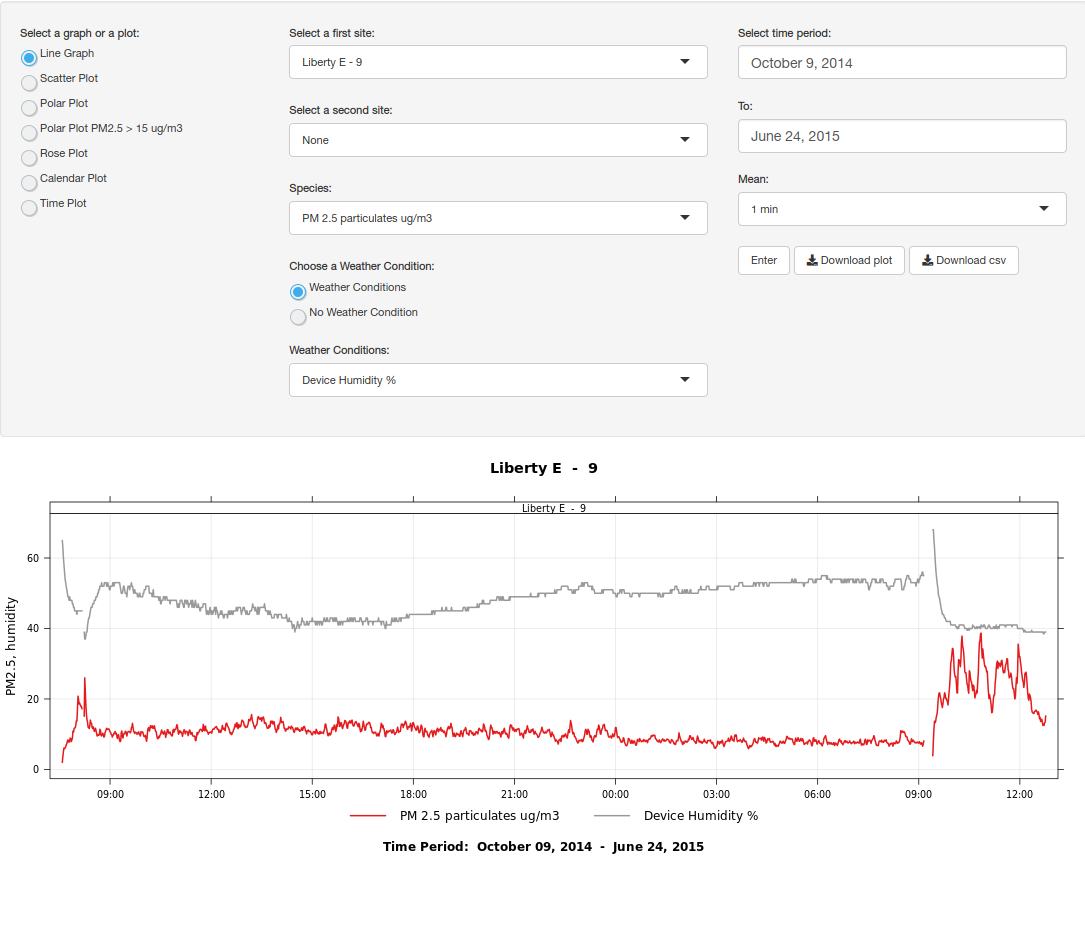 Select a graph or a plot:
Line Graph
Scatter Plot
Polar Plot
Polar Plot PM2.5 > 15 ug/m3
Rose Plot
Calendar Plot
Time Plot
Select a first site:
Liberty E - 9
Select a second site:
None
Species:
PM 2.5 particulates ug/m3
Choose a Weather Condition:
Weather Conditions
No Weather Condition
Weather Conditions:
Device Humidity %
Select time period:
October 9, 2014
To:
June 24, 2015
Mean:
1 min
Enter Download plot Download csv
Liberty E - 9
Liberty E - 9
PM2.5, humidity
60
40
20
0
09:00 12:00 15:00 18:00 21:00 00:00 03:00 06:00 09:00 12:00
PM 2.5 particulates ug/m3 Device Humidity %
Time Period: October 09, 2014 - June 24, 2015